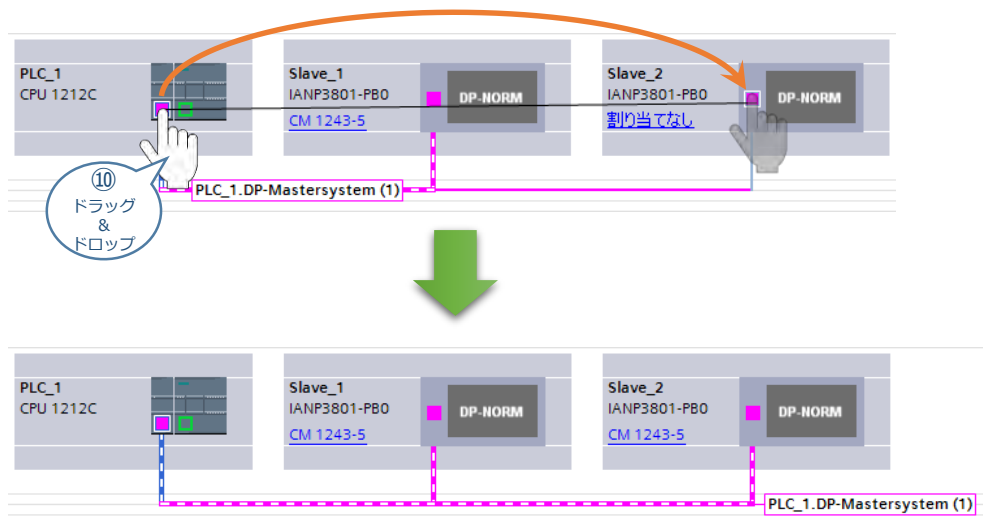 PLC_1
CPU 1212C
Slave_1
IANP3801-PB0
CM 1243-5
DP-NORM
Slave_2
IANP3801-PB0
割り当てなし
DP-NORM
PLC_1.DP-Mastersystem (1)
⑩
ドラッグ
&
ドロップ
PLC_1
CPU 1212C
Slave_1
IANP3801-PB0
CM 1243-5
DP-NORM
Slave_2
IANP3801-PB0
CM 1243-5
DP-NORM
PLC_1.DP-Mastersystem (1)